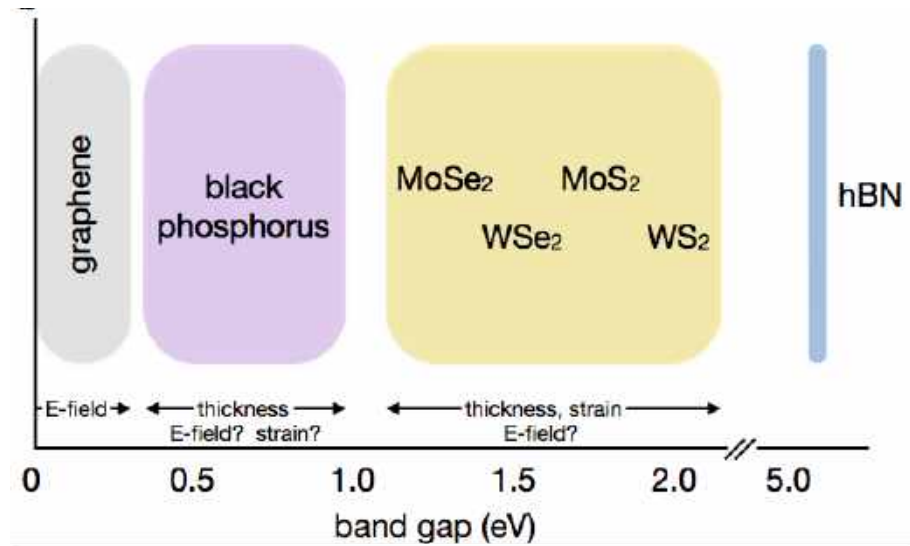 graphene
black
phosphorus
MoSe₂
MoS₂
WSe₂
WS₂
hBN
E-field
thickness
E-field? strain?
thickness, strain
E-field?
0 0.5 1.0 1.5 2.0 5.0
band gap (eV)